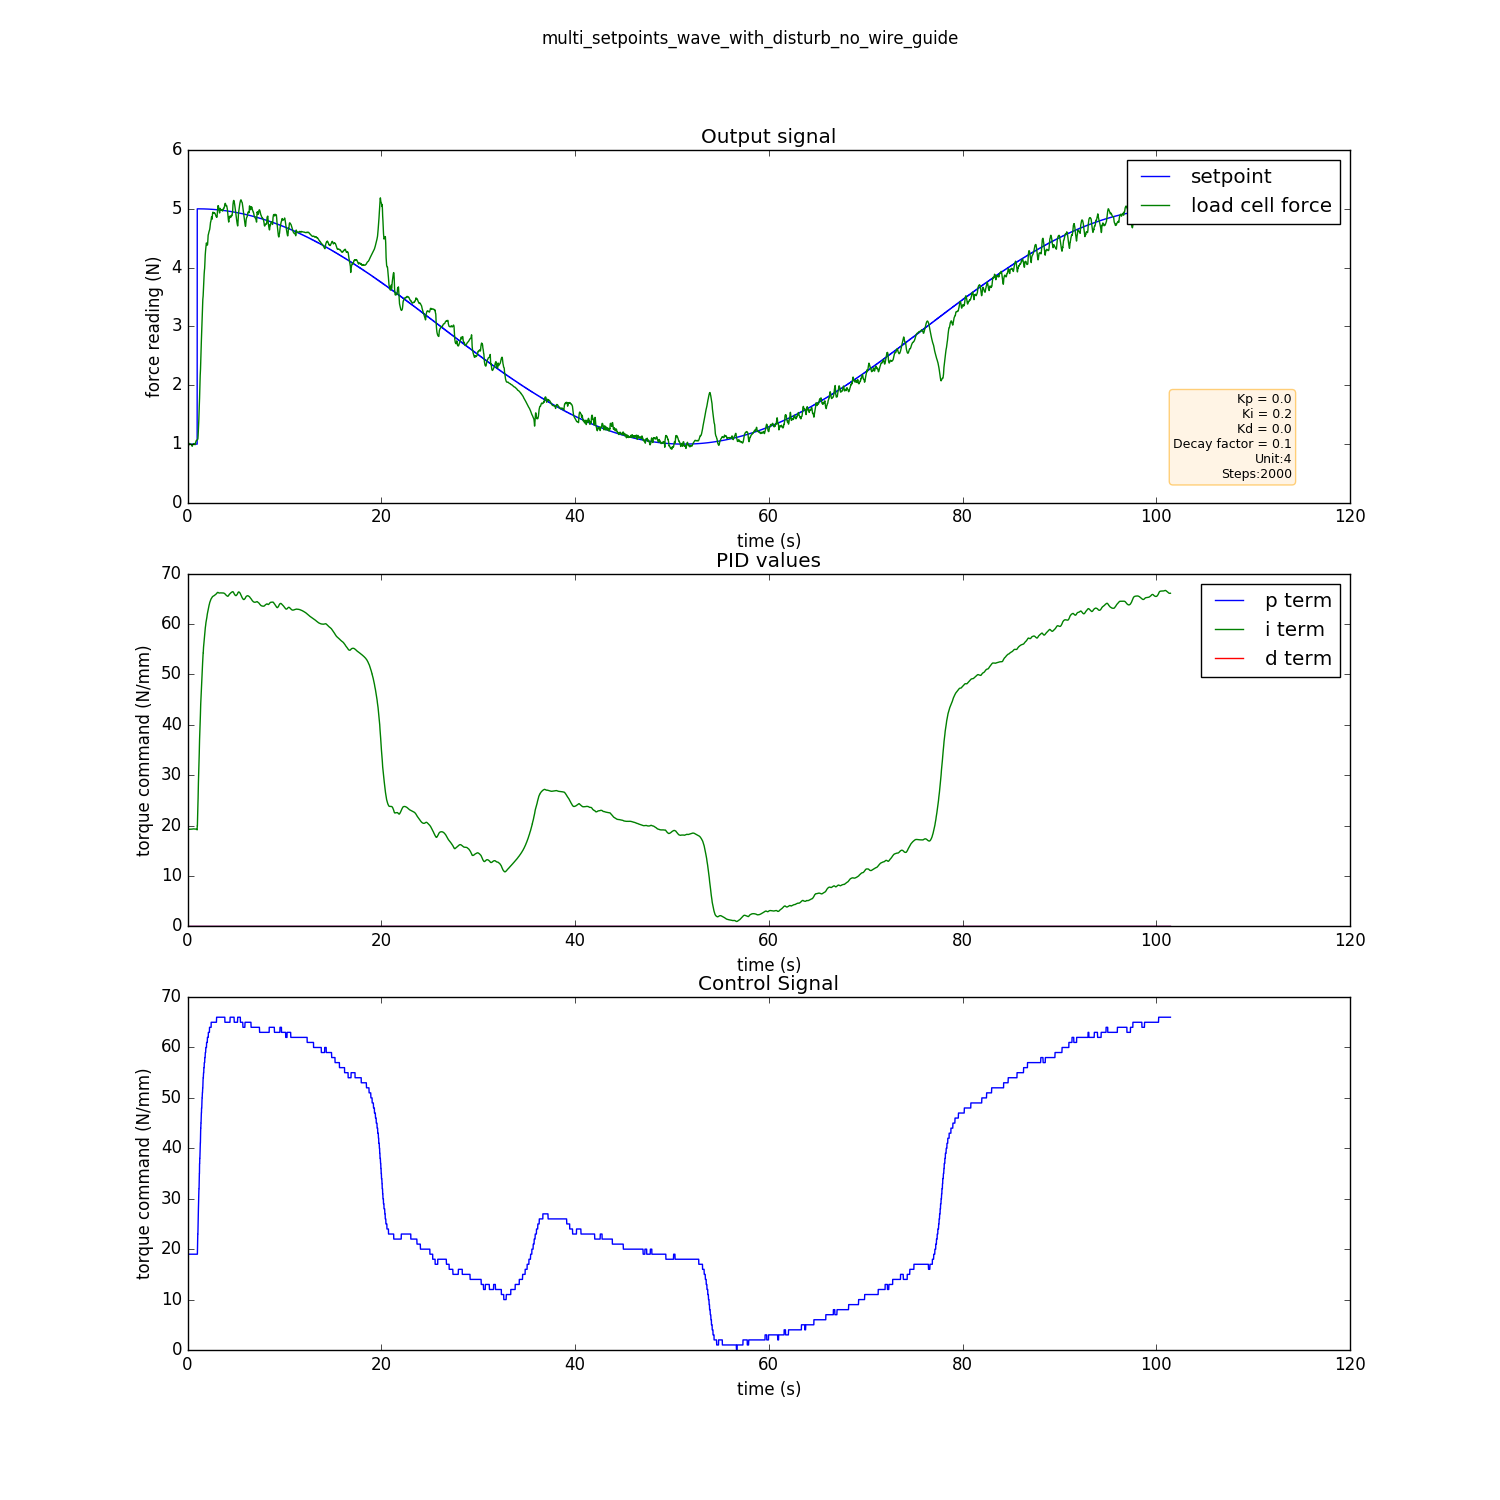 multi_setpoints_wave_with_disturb_no_wire_guide
Output signal
6
5
4
3
2
1
0
force reading (N)
setpoint
load cell force
Kp = 0.0
Ki = 0.2
Kd = 0.0
Decay factor = 0.1
Unit:4
Steps:2000
0 20 40 60 80 100 120
time (s)
PID values
70
60
50
40
30
20
10
0
torque command (N/mm)
p term
i term
d term
0 20 40 60 80 100 120
time (s)
Control Signal
70
60
50
40
30
20
10
0
torque command (N/mm)
0 20 40 60 80 100 120
time (s)